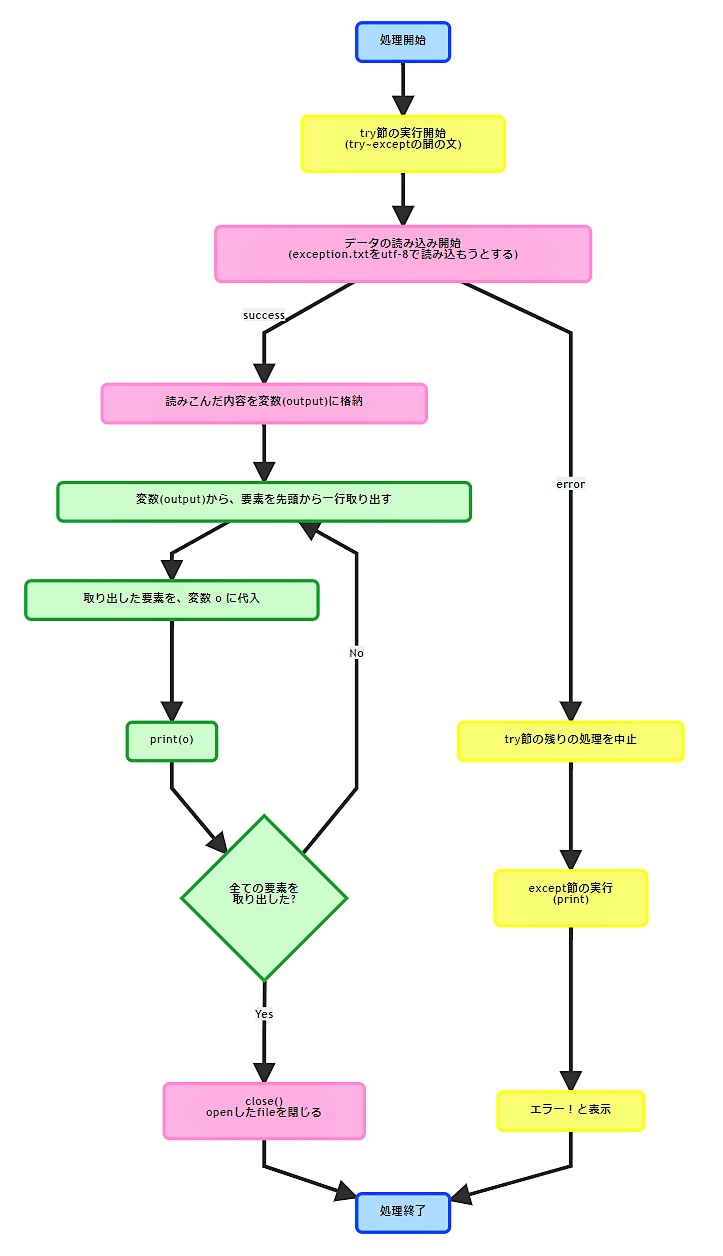 処理開始
try節の実行開始
(try~exceptの間の文)
データの読み込み開始
(exception.txtをutf-8で読み込もうとする)
success
読みこんだ内容を変数(output)に格納
error
変数(output)から、要素を先頭から一行取り出す
取り出した要素を、変数 o に代入
No
print(o)
try節の残りの処理を中止
全ての要素を
取り出した?
except節の実行
(print)
Yes
close()
openしたfileを閉じる
エラー！と表示
処理終了